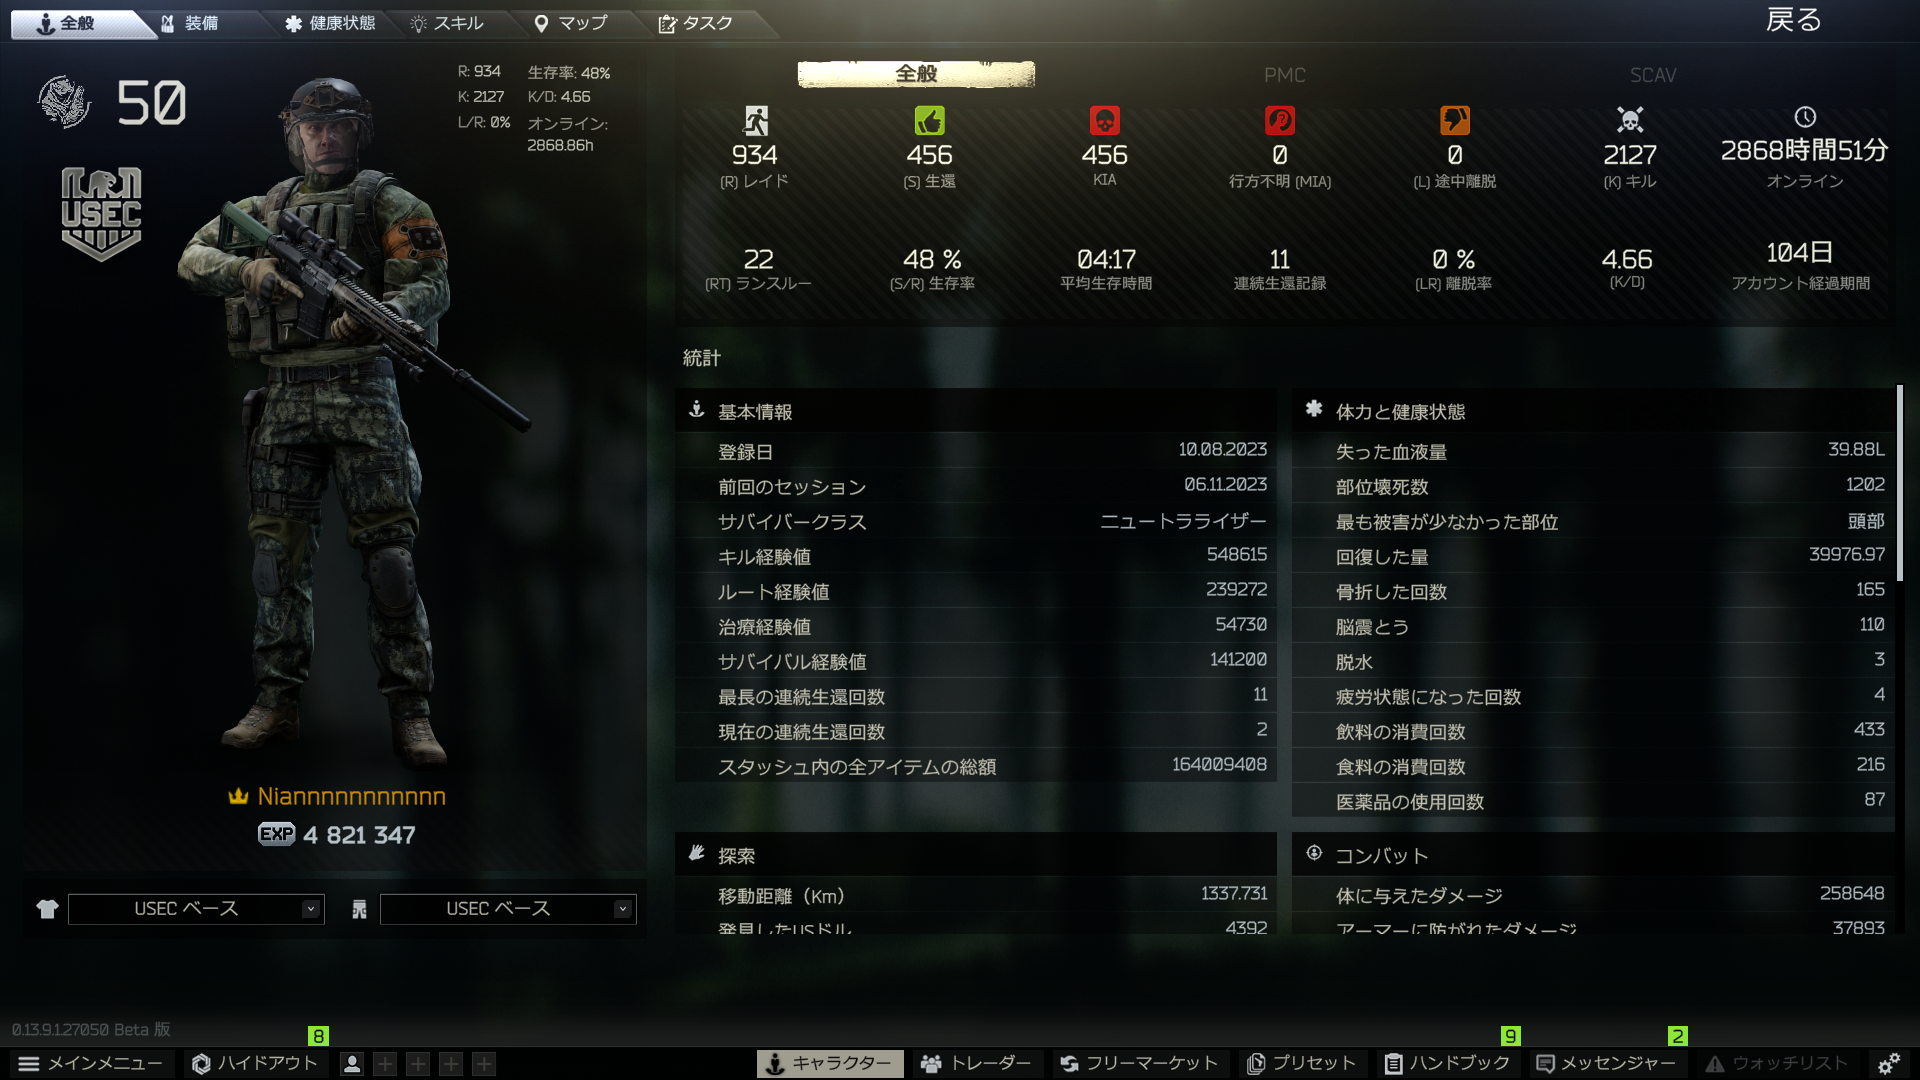 全般
装備
健康状態
スキル
マップ
タスク
戻る
50
USEC
R: 934
生存率: 48%
K: 2127
K/D: 4.66
L/R: 0%
オンライン:
2868.86h
全般
PMC
SCAV
934
456
456
0
0
2127
2868時間51分
(R) レイド
(S) 生還
KIA
行方不明 (MIA)
(L) 途中離脱
(K) キル
オンライン
22
48 %
04:17
11
0 %
4.66
104日
(RT) ランスルー
(S/R) 生存率
平均生存時間
連続生還記録
(LR) 離脱率
(K/D)
アカウント経過期間
統計
基本情報
登録日 10.08.2023
前回のセッション 06.11.2023
サバイバークラス ニュートラライザー
キル経験値 548615
ルート経験値 239272
治療経験値 54730
サバイバル経験値 141200
最長の連続生還回数 11
現在の連続生還回数 2
スタッシュ内の全アイテムの総額 164009408
体力と健康状態
失った血液量 39.88L
部位壊死数 1202
最も被害が少なかった部位 頭部
回復した量 39976.97
骨折した回数 165
脳震とう 110
脱水 3
疲労状態になった回数 4
飲料の消費回数 433
食料の消費回数 216
医薬品の使用回数 87
探索
移動距離（Km） 1337.731
発見したUSドル 4392
コンバット
体に与えたダメージ 258648
アーマーに防がれたダメージ 37893
Niannnnnnnnnnn
EXP 4 821 347
USEC ベース
USEC ベース
0.13.9.1.27050 Beta 版
8
9
2
メインメニュー
ハイドアウト
キャラクター
トレーダー
フリーマーケット
プリセット
ハンドブック
メッセンジャー
ウォッチリスト